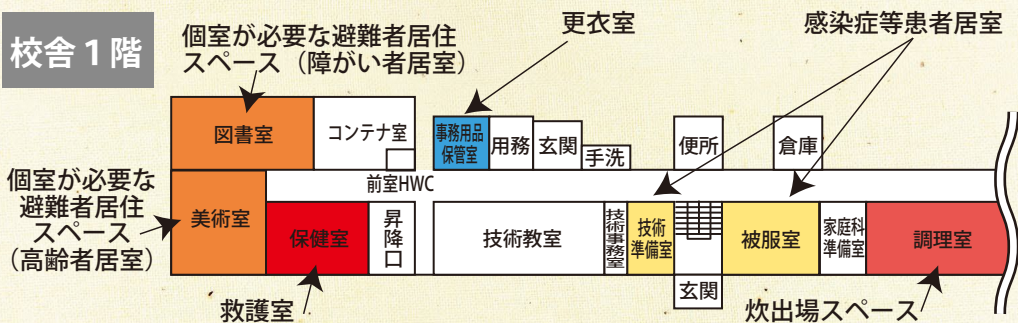 校舎1階
個室が必要な避難者居住
スペース（障がい者居室）
更衣室
感染症等患者居室
図書室
コンテナ室
事務用品
保管室
用務
玄関
手洗
便所
倉庫
前室HWC
個室が必要な
避難者居住
スペース
（高齢者居室）
美術室
保健室
昇降口
技術教室
技術事務室
技術
準備室
被服室
家庭科
準備室
調理室
玄関
救護室
炊出場スペース